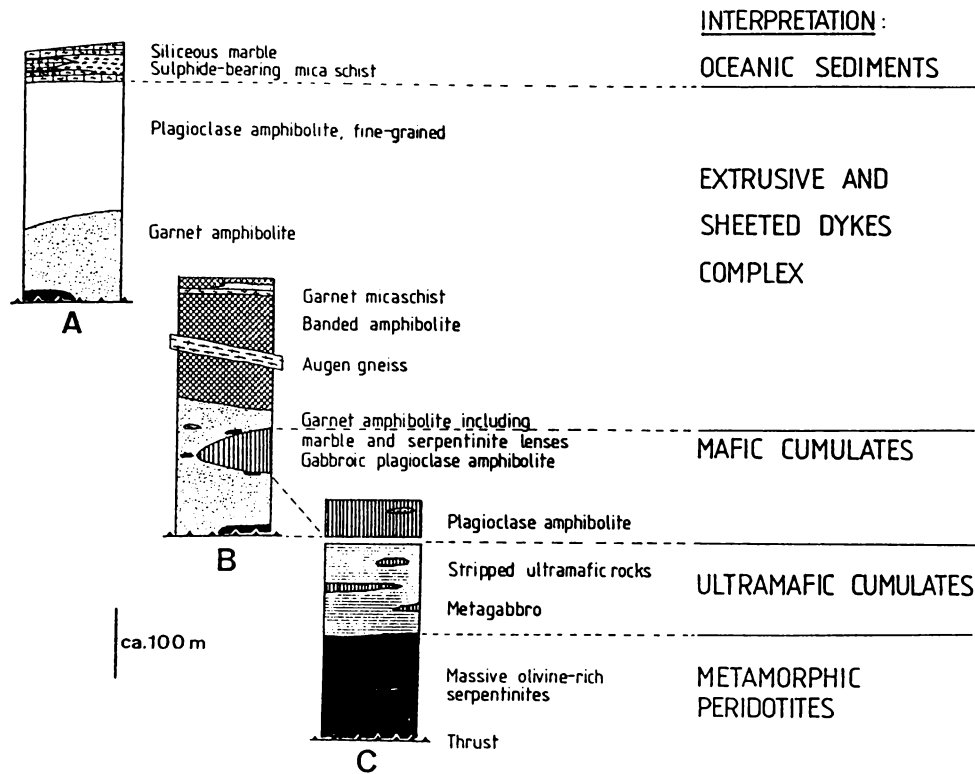 INTERPRETATION :
Siliceous marble
Sulphide-bearing mica schist
OCEANIC SEDIMENTS
Plagioclase amphibolite, fine-grained
EXTRUSIVE AND
SHEETED DYKES
COMPLEX
Garnet amphibolite
A
Garnet micaschist
Banded amphibolite
Augen gneiss
Garnet amphibolite including
marble and serpentinite lenses
Gabbroic plagioclase amphibolite
MAFIC CUMULATES
B
Plagioclase amphibolite
Stripped ultramafic rocks
Metagabbro
ULTRAMAFIC CUMULATES
ca.100 m
Massive olivine-rich
serpentinites
METAMORPHIC
PERIDOTITES
Thrust
C